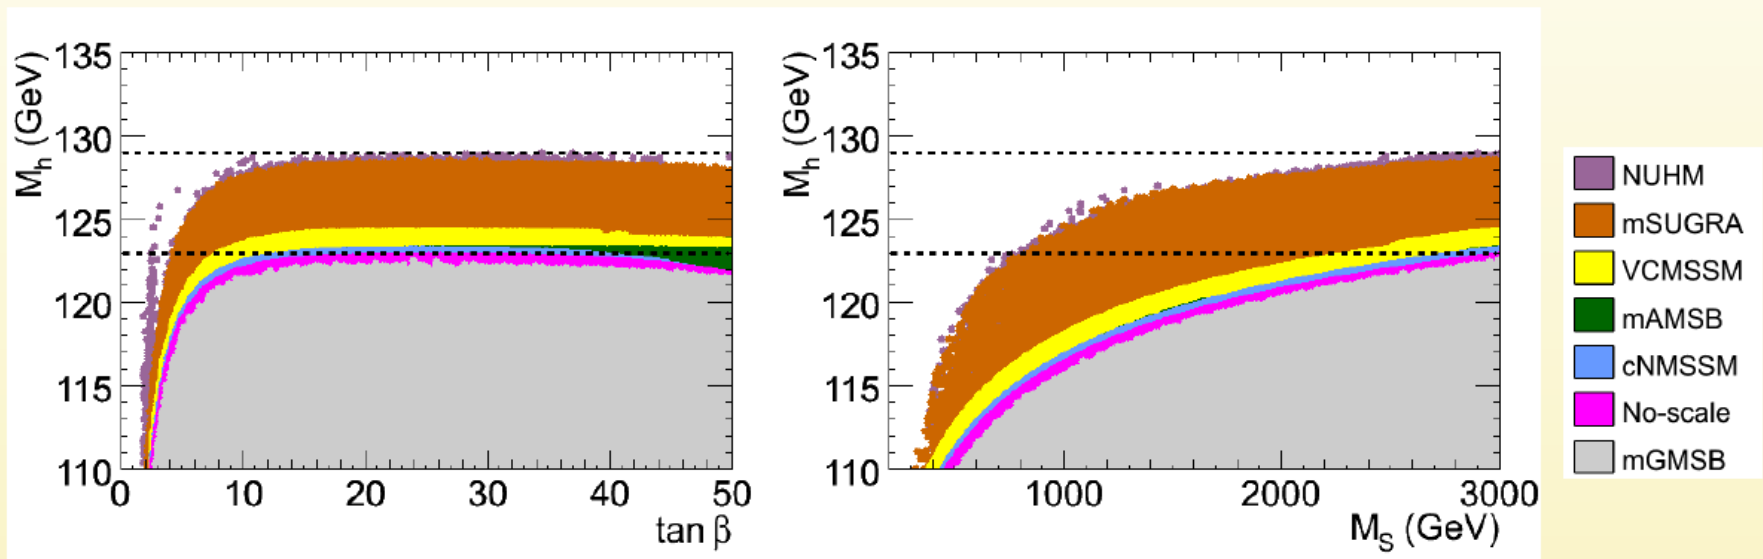 M_h (GeV)
135
130
125
120
115
110
0 10 20 30 40 50
tan β
M_h (GeV)
135
130
125
120
115
110
1000 2000 3000
M_S (GeV)
NUHM
mSUGRA
VCMSSM
mAMSB
cNMSSM
No-scale
mGMSB